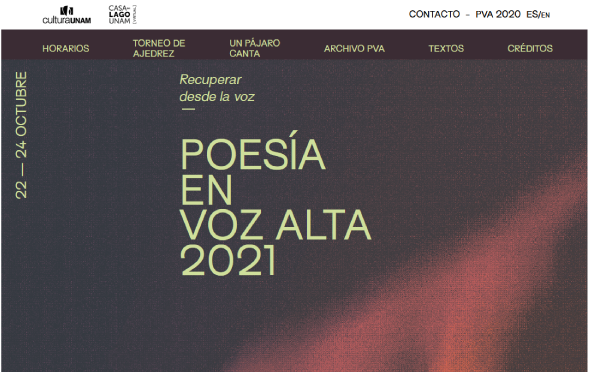 culturaUNAM
CASA–
LAGO
UNAM
CONTACTO - PVA 2020 ES/EN
HORARIOS
TORNEO DE
AJEDREZ
UN PÁJARO
CANTA
ARCHIVO PVA
TEXTOS
CRÉDITOS
22 — 24 OCTUBRE
Recuperar
desde la voz
—
POESÍA
EN
VOZ ALTA
2021